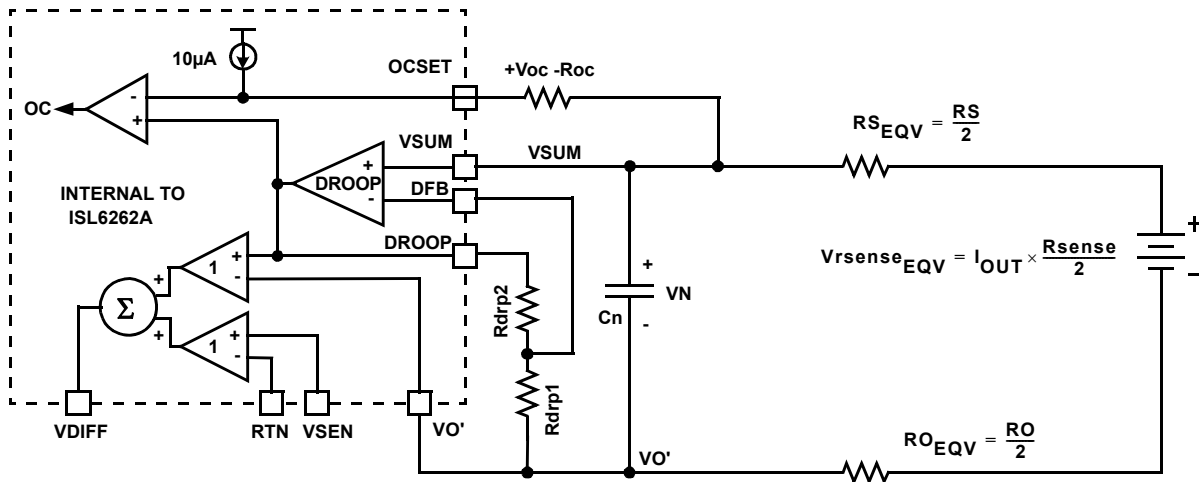 10µA
OCSET
+Voc -Roc
OC
-
+
VSUM
VSUM
RS_EQV = RS/2
INTERNAL TO
ISL6262A
+
DROOP
-
DFB
DROOP
+
-
1
+
Σ
+
+
-
1
Rdrp2
Rdrp1
+
VN
-
Cn
Vrsense_EQV = I_OUT × Rsense/2
+
-
VDIFF
RTN
VSEN
VO'
VO'
RO_EQV = RO/2